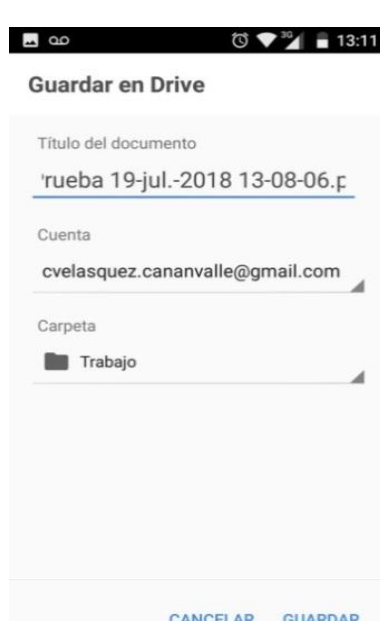 3G 13:11
Guardar en Drive
Título del documento
'rueba 19-jul.-2018 13-08-06.p
Cuenta
cvelasquez.cananvalle@gmail.com
Carpeta
Trabajo
CANCELAR GUARDAR